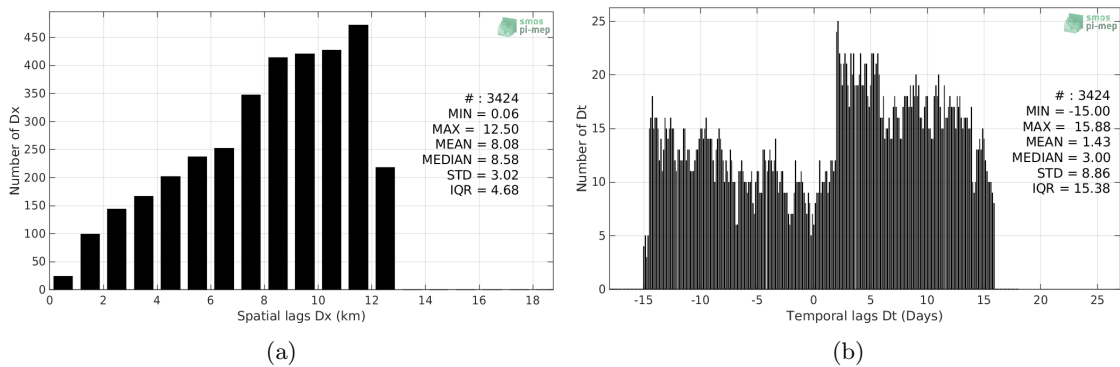 smos
pi-mep
450
400
350
300
250
200
150
100
50
0
Number of Dx
# : 3424
MIN = 0.06
MAX = 12.50
MEAN = 8.08
MEDIAN = 8.58
STD = 3.02
IQR = 4.68
0 2 4 6 8 10 12 14 16 18
Spatial lags Dx (km)
(a)
smos
pi-mep
25
20
15
10
5
0
Number of Dt
# : 3424
MIN = -15.00
MAX = 15.88
MEAN = 1.43
MEDIAN = 3.00
STD = 8.86
IQR = 15.38
-15 -10 -5 0 5 10 15 20 25
Temporal lags Dt (Days)
(b)